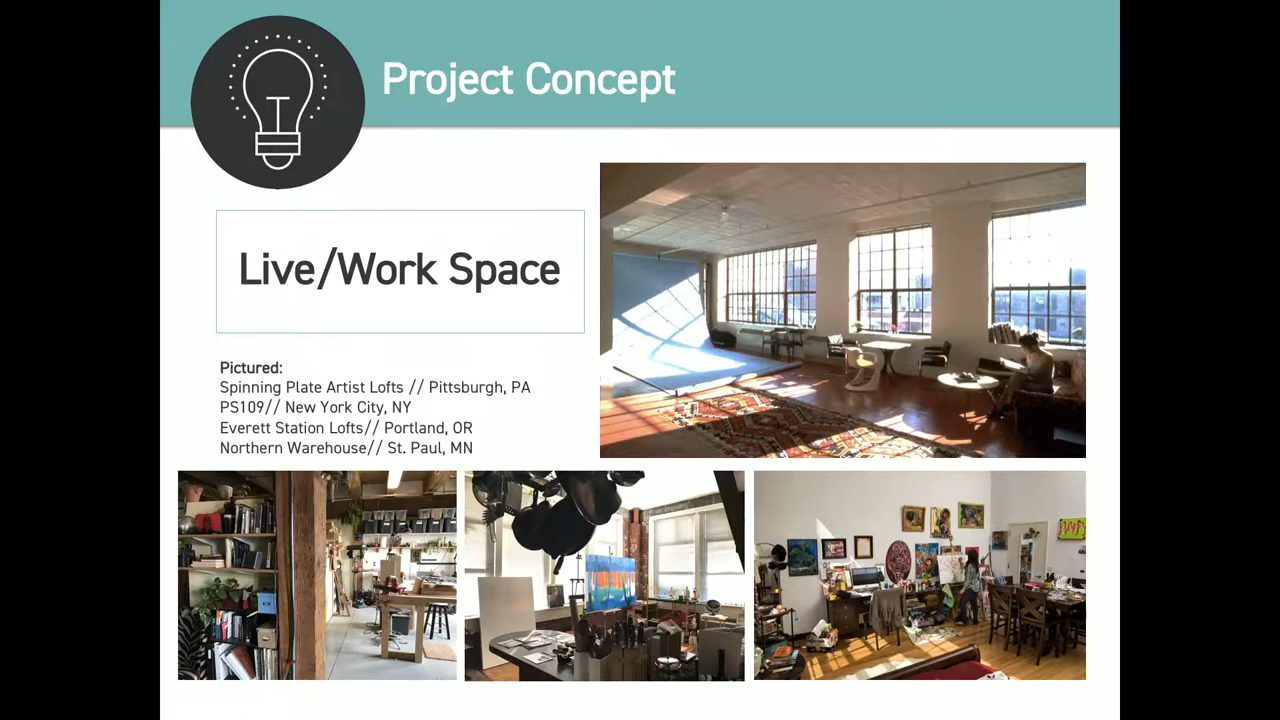 Project Concept
Live/Work Space
Pictured:
Spinning Plate Artist Lofts // Pittsburgh, PA
PS109// New York City, NY
Everett Station Lofts// Portland, OR
Northern Warehouse// St. Paul, MN